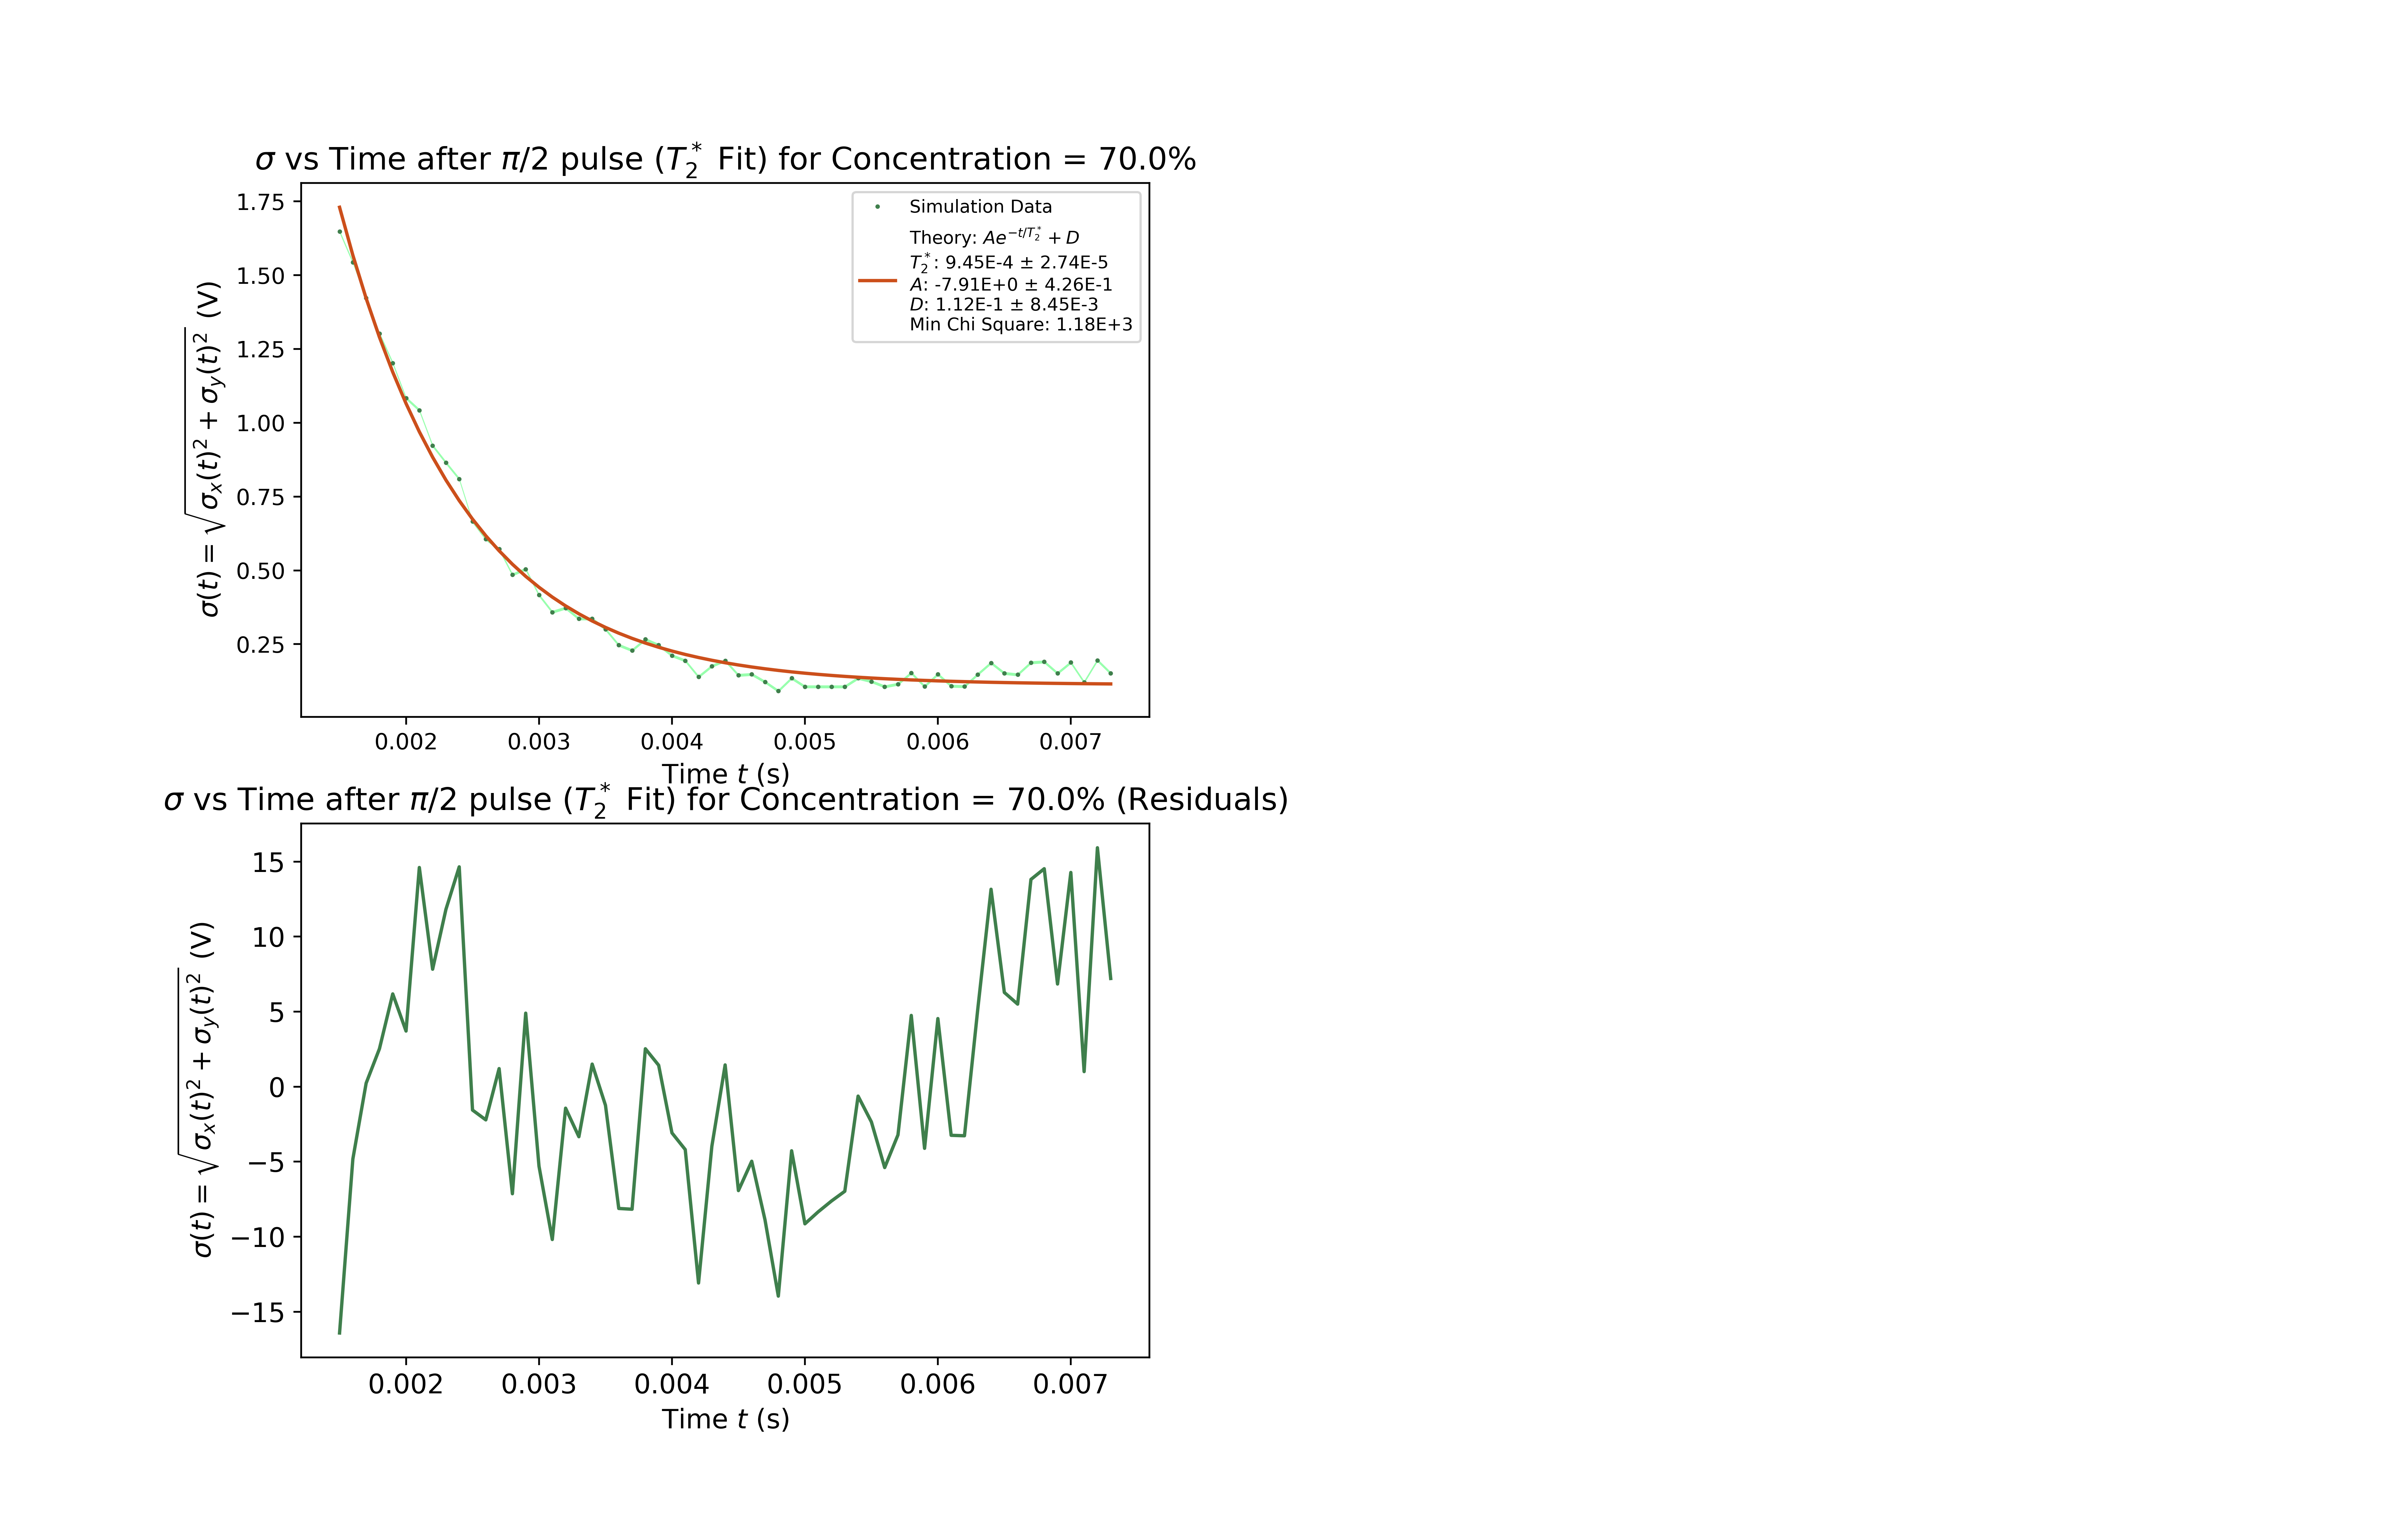 σ vs Time after π/2 pulse (T₂* Fit) for Concentration = 70.0%
σ(t) = √σₓ(t)² + σᵧ(t)² (V)
1.75
1.50
1.25
1.00
0.75
0.50
0.25
Simulation Data
Theory: Ae^{-t/T₂*} + D
T₂*: 9.45E-4 ± 2.74E-5
A: -7.91E+0 ± 4.26E-1
D: 1.12E-1 ± 8.45E-3
Min Chi Square: 1.18E+3
0.002 0.003 0.004 0.005 0.006 0.007
Time t (s)
σ vs Time after π/2 pulse (T₂* Fit) for Concentration = 70.0% (Residuals)
σ(t) = √σₓ(t)² + σᵧ(t)² (V)
15
10
5
0
−5
−10
−15
0.002 0.003 0.004 0.005 0.006 0.007
Time t (s)